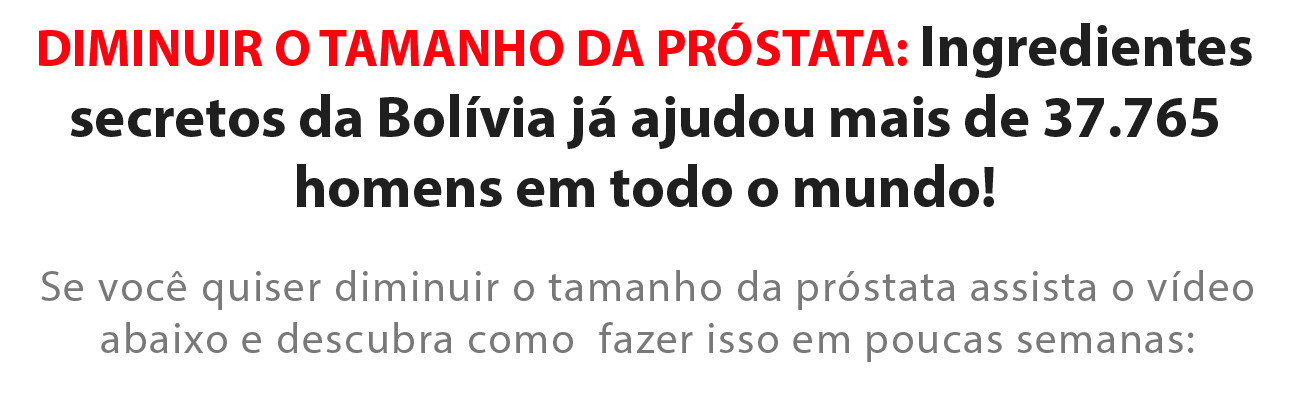 DIMINUIR O TAMANHO DA PRÓSTATA: Ingredientes
secretos da Bolívia já ajudou mais de 37.765
homens em todo o mundo!
Se você quiser diminuir o tamanho da próstata assista o vídeo
abaixo e descubra como  fazer isso em poucas semanas: